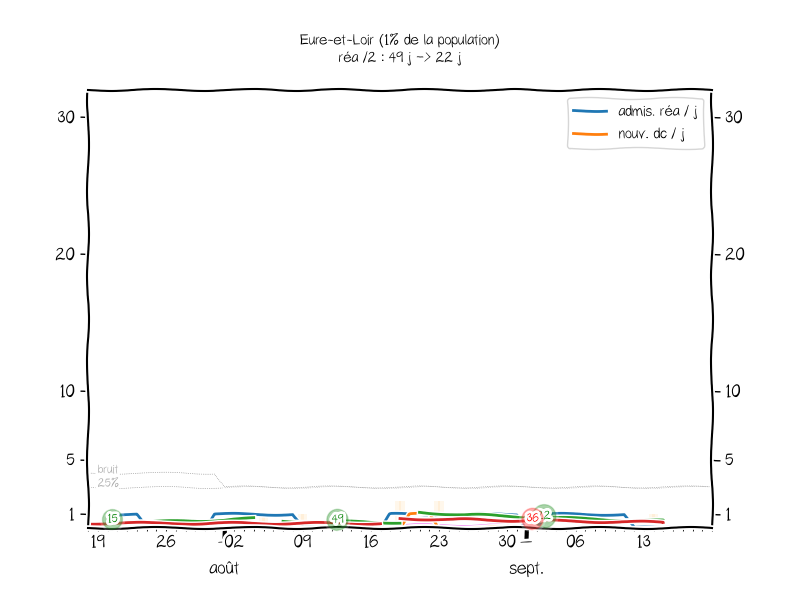 Eure-et-Loir (1% de la population)
réa /2 : 49 j -> 22 j
admis. réa / j
nouv. dc / j
30 30
20 20
10 10
5 5
bruit
25%
1 1
15 49 36
19 26 02 09 16 23 30 06 13
août sept.